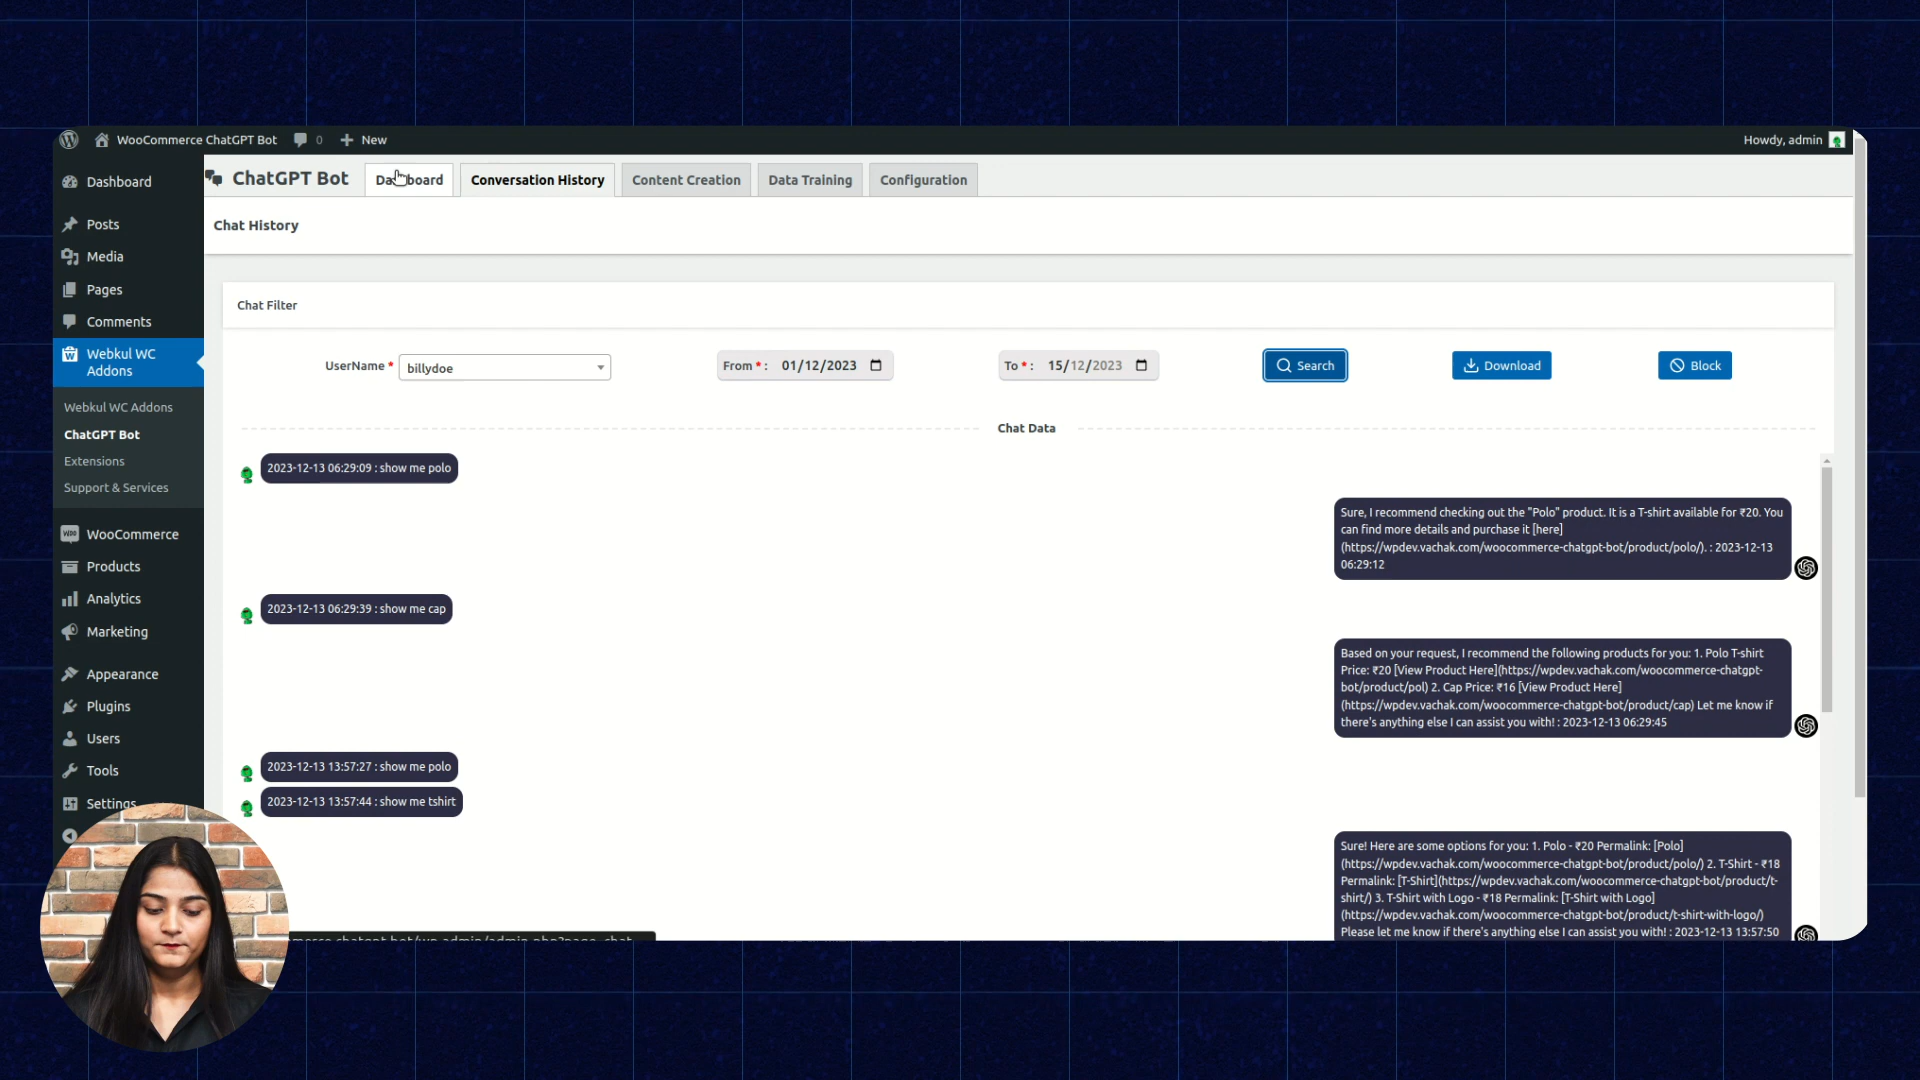 WooCommerce ChatGPT Bot 0 New Howdy, admin
Dashboard
Posts
Media
Pages
Comments
Webkul WC
Addons
Webkul WC Addons
ChatGPT Bot
Extensions
Support & Services
WooCommerce
Products
Analytics
Marketing
Appearance
Plugins
Users
Tools
Settings
ChatGPT Bot Dashboard Conversation History Content Creation Data Training Configuration
Chat History
Chat Filter
UserName * billydoe From * : 01/12/2023 To * : 15/12/2023 Search Download Block
Chat Data
2023-12-13 06:29:09 : show me polo
Sure, I recommend checking out the "Polo" product. It is a T-shirt available for ₹20. You
can find more details and purchase it [here]
(https://wpdev.vachak.com/woocommerce-chatgpt-bot/product/polo/). : 2023-12-13
06:29:12
2023-12-13 06:29:39 : show me cap
Based on your request, I recommend the following products for you: 1. Polo T-shirt
Price: ₹20 [View Product Here](https://wpdev.vachak.com/woocommerce-chatgpt-
bot/product/pol) 2. Cap Price: ₹16 [View Product Here]
(https://wpdev.vachak.com/woocommerce-chatgpt-bot/product/cap) Let me know if
there's anything else I can assist you with! : 2023-12-13 06:29:45
2023-12-13 13:57:27 : show me polo
2023-12-13 13:57:44 : show me tshirt
Sure! Here are some options for you: 1. Polo - ₹20 Permalink: [Polo]
(https://wpdev.vachak.com/woocommerce-chatgpt-bot/product/polo/) 2. T-Shirt - ₹18
Permalink: [T-Shirt](https://wpdev.vachak.com/woocommerce-chatgpt-bot/product/t-
shirt/) 3. T-Shirt with Logo - ₹18 Permalink: [T-Shirt with Logo]
(https://wpdev.vachak.com/woocommerce-chatgpt-bot/product/t-shirt-with-logo/)
Please let me know if there's anything else I can assist you with! : 2023-12-13 13:57:50